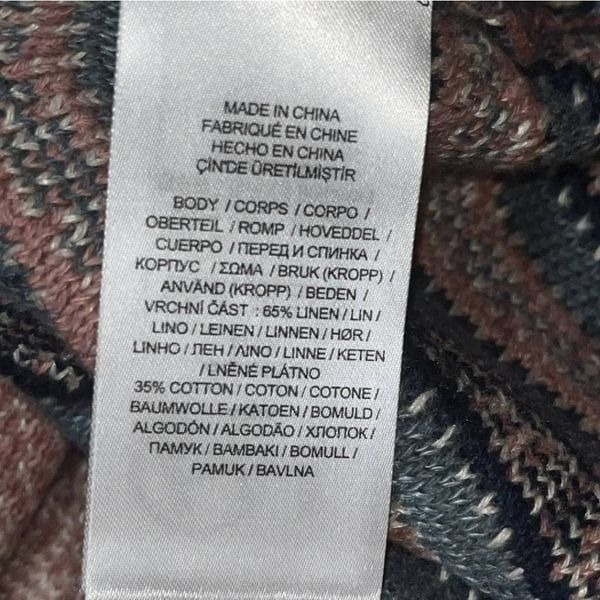 MADE IN CHINA
FABRIQUÉ EN CHINE
HECHO EN CHINA
ÇİN'DE ÜRETİLMİŞTİR
BODY / CORPS / CORPO /
OBERTEIL / ROMP / HOVEDDEL /
CUERPO / ПЕРЕД И СПИНКА /
КОРПУС / ΣΩΜΑ / BRUK (KROPP) /
ANVÄND (KROPP) / BEDEN /
VRCHNÍ ČÁST : 65% LINEN / LIN /
LINO / LEINEN / LINNEN / HØR /
LINHO / ЛЕН / ΛΙΝΟ / LINNE / KETEN
/ LNĚNÉ PLÁTNO
35% COTTON / COTON / COTONE /
BAUMWOLLE / KATOEN / BOMULD /
ALGODÓN / ALGODÃO / ХЛОПОК /
ПАМУК / ΒΑΜΒΑΚΙ / BOMULL /
PAMUK / BAVLNA